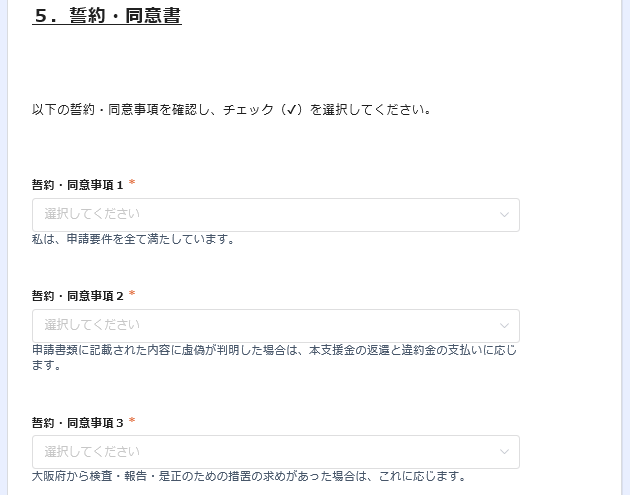 ５．誓約・同意書
以下の誓約・同意事項を確認し、チェック（✓）を選択してください。
誓約・同意事項１ *
選択してください
私は、申請要件を全て満たしています。
誓約・同意事項２ *
選択してください
申請書類に記載された内容に虚偽が判明した場合は、本支援金の返還と違約金の支払いに応じ
ます。
誓約・同意事項３ *
選択してください
大阪府から検査・報告・是正のための措置の求めがあった場合は、これに応じます。